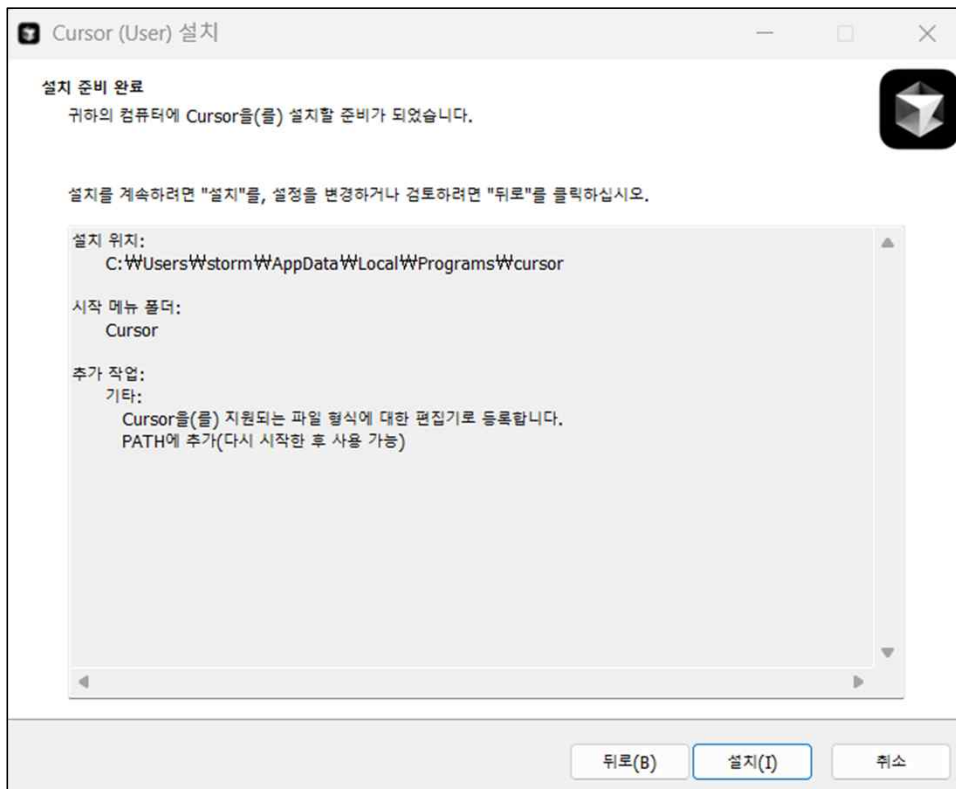 Cursor (User) 설치
설치 준비 완료
귀하의 컴퓨터에 Cursor을(를) 설치할 준비가 되었습니다.
설치를 계속하려면 "설치"를, 설정을 변경하거나 검토하려면 "뒤로"를 클릭하십시오.
설치 위치:
C:₩Users₩storm₩AppData₩Local₩Programs₩cursor
시작 메뉴 폴더:
Cursor
추가 작업:
기타:
Cursor을(를) 지원되는 파일 형식에 대한 편집기로 등록합니다.
PATH에 추가(다시 시작한 후 사용 가능)
뒤로(B) 설치(I) 취소